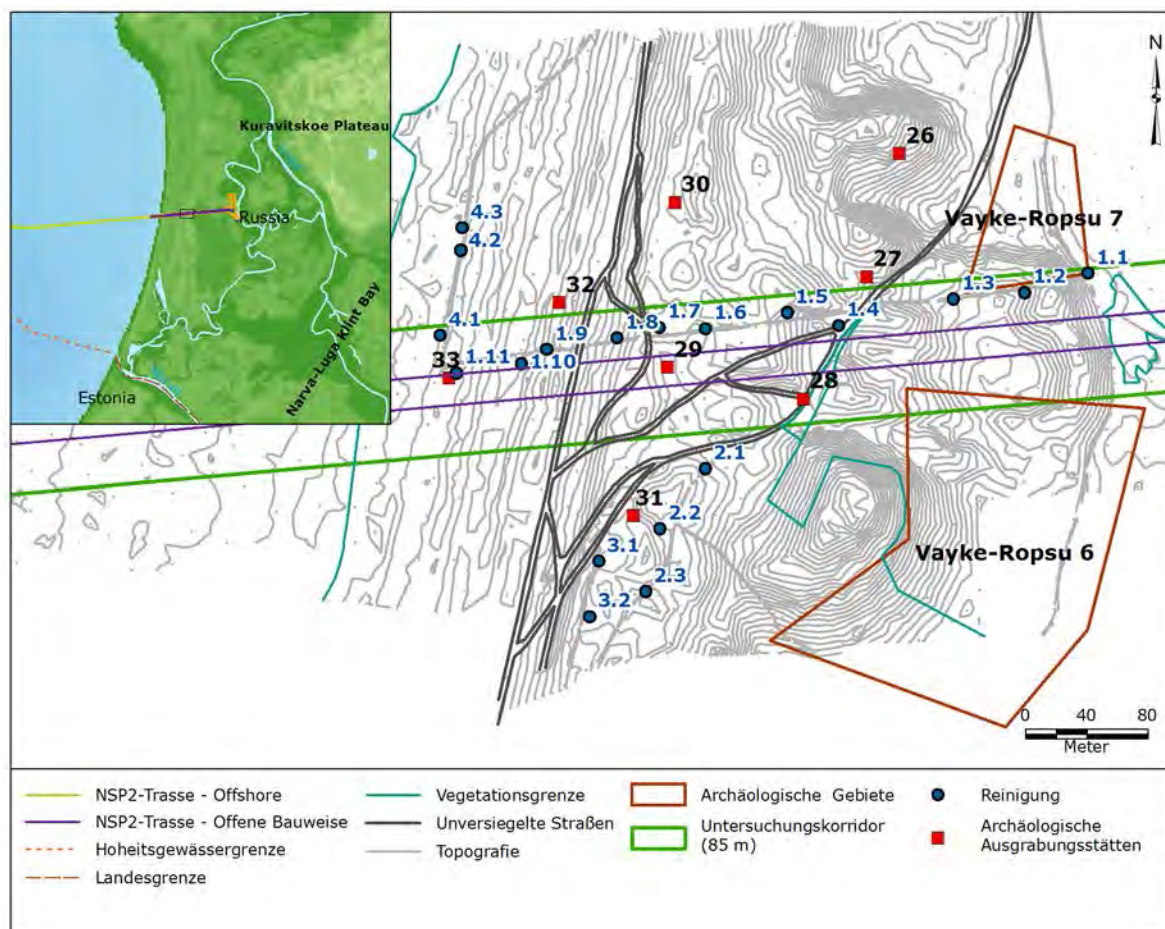 Kuravitskoe Plateau
Russia
Narva-Luga Klint Bay
Estonia
N
26
30
Vayke-Ropsu 7
4.3
4.2
27
1.1
1.2
1.3
32
1.5
1.4
4.1
1.7
1.6
1.8
1.9
33
1.11
1.10
29
28
2.1
31
2.2
3.1
2.3
3.2
Vayke-Ropsu 6
0 40 80
Meter
NSP2-Trasse - Offshore
NSP2-Trasse - Offene Bauweise
Hoheitsgewässergrenze
Landesgrenze
Vegetationsgrenze
Unversiegelte Straßen
Topografie
Archäologische Gebiete
Untersuchungskorridor
(85 m)
Reinigung
Archäologische
Ausgrabungsstätten